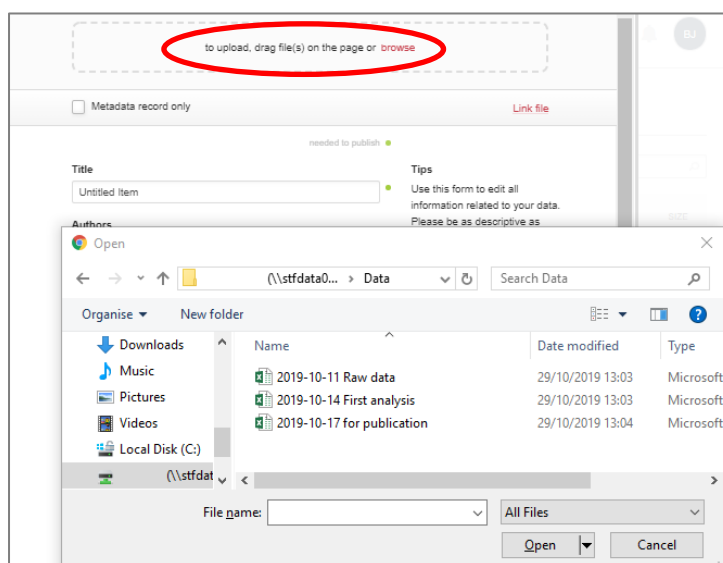 to upload, drag file(s) on the page or browse
BJ
Metadata record only Link file
needed to publish
Title Tips
Untitled Item Use this form to edit all
information related to your data.
Authors Please be as descriptive as
Open
(\\stfdata0... > Data Search Data
Organise New folder
Downloads Name Date modified Type
Music 2019-10-11 Raw data 29/10/2019 13:03 Microsoft
Pictures 2019-10-14 First analysis 29/10/2019 13:03 Microsoft
Videos 2019-10-17 for publication 29/10/2019 13:04 Microsoft
Local Disk (C:)
(\\stfdat
File name: All Files
Open Cancel